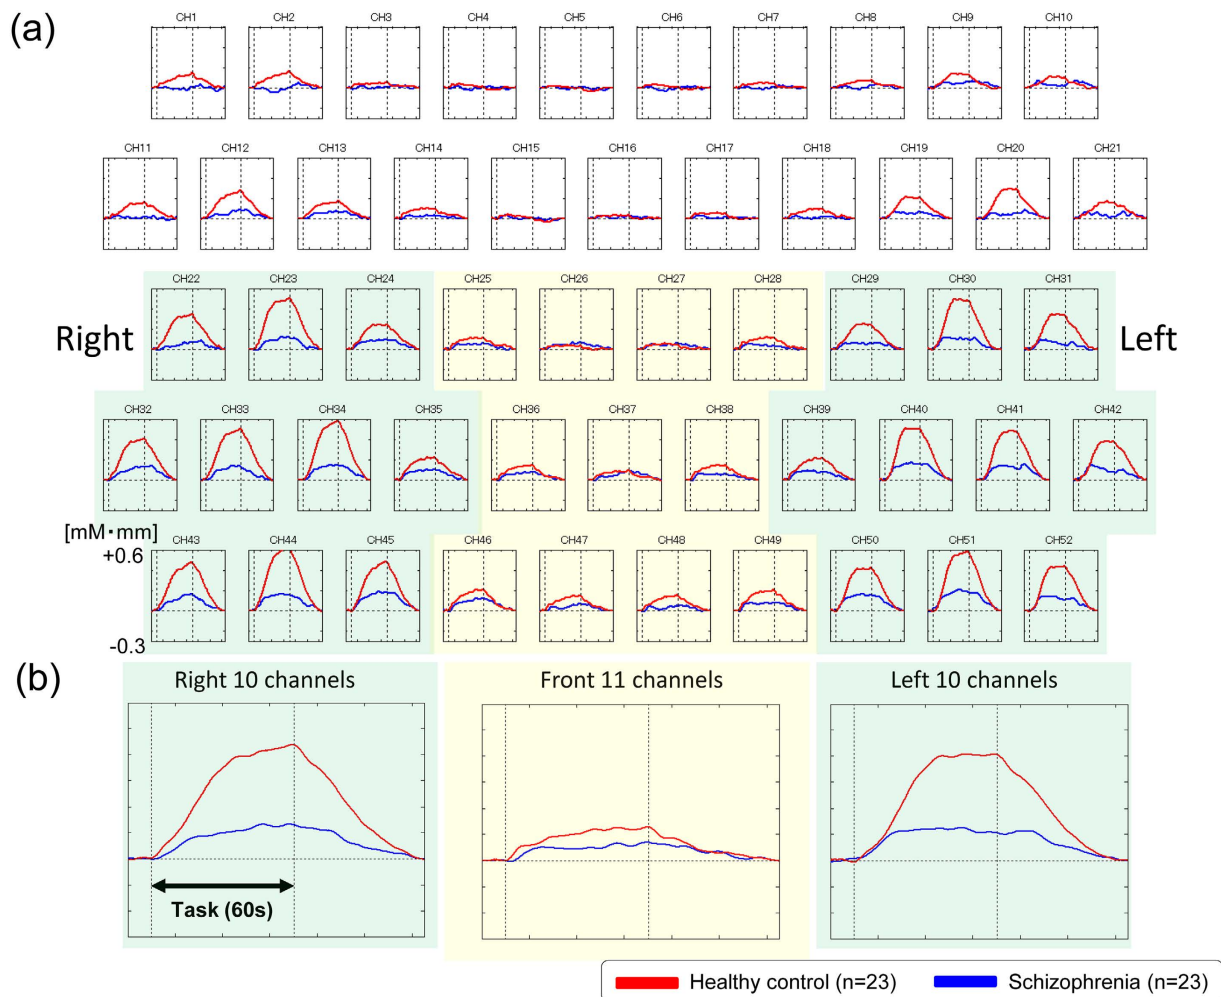 (a)
CH1 CH2 CH3 CH4 CH5 CH6 CH7 CH8 CH9 CH10
CH11 CH12 CH13 CH14 CH15 CH16 CH17 CH18 CH19 CH20 CH21
CH22 CH23 CH24 CH25 CH26 CH27 CH28 CH29 CH30 CH31
Right Left
CH32 CH33 CH34 CH35 CH36 CH37 CH38 CH39 CH40 CH41 CH42
[mM・mm]
CH43 CH44 CH45 CH46 CH47 CH48 CH49 CH50 CH51 CH52
+0.6
-0.3
(b)
Right 10 channels Front 11 channels Left 10 channels
Task (60s)
Healthy control (n=23) Schizophrenia (n=23)